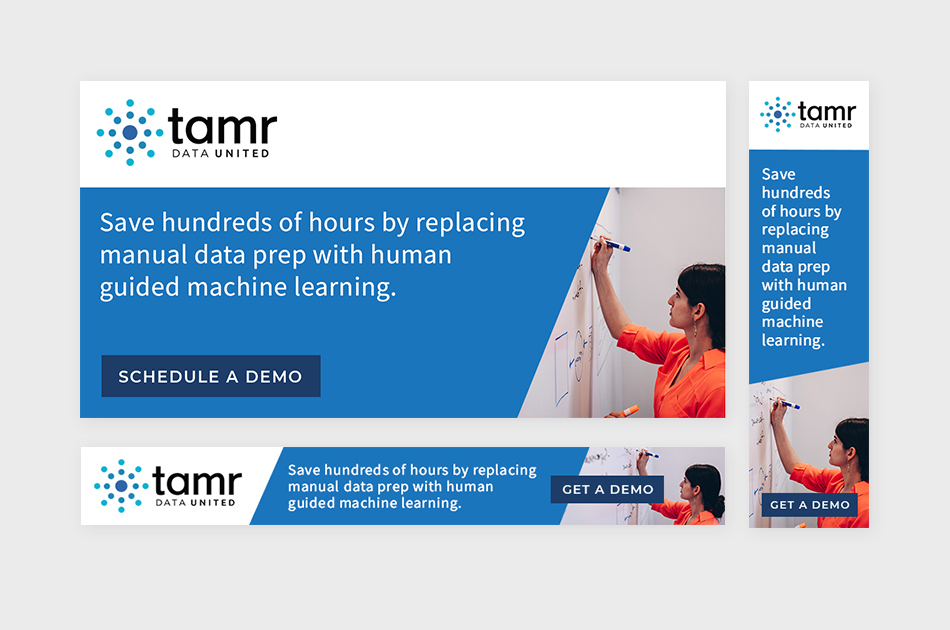 tamr
DATA UNITED
Save hundreds of hours by replacing
manual data prep with human
guided machine learning.
SCHEDULE A DEMO
tamr
DATA UNITED
Save
hundreds
of hours by
replacing
manual
data prep
with human
guided
machine
learning.
GET A DEMO
tamr
DATA UNITED
Save hundreds of hours by replacing
manual data prep with human
guided machine learning.
GET A DEMO